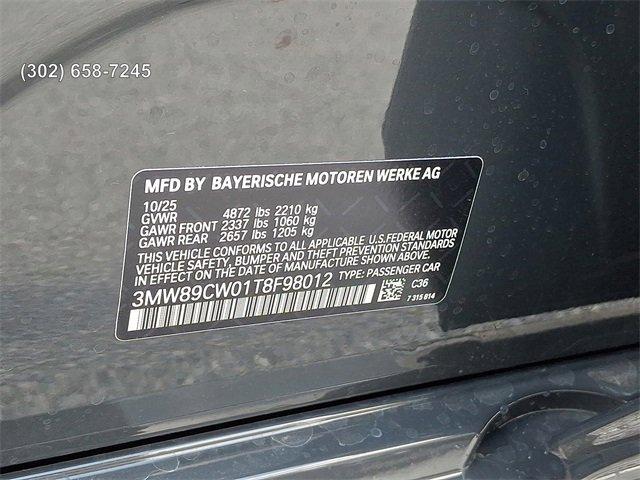 (302) 658-7245
MFD BY BAYERISCHE MOTOREN WERKE AG
10/25
GVWR 4872 lbs 2210 kg
GAWR FRONT 2337 lbs 1060 kg
GAWR REAR 2657 lbs 1205 kg
THIS VEHICLE CONFORMS TO ALL APPLICABLE U.S.FEDERAL MOTOR
VEHICLE SAFETY, BUMPER AND THEFT PREVENTION STANDARDS
IN EFFECT ON THE DATE OF MANUFACTURE SHOWN ABOVE.
3MW89CW01T8F98012 TYPE: PASSENGER CAR
C36
7 315 814